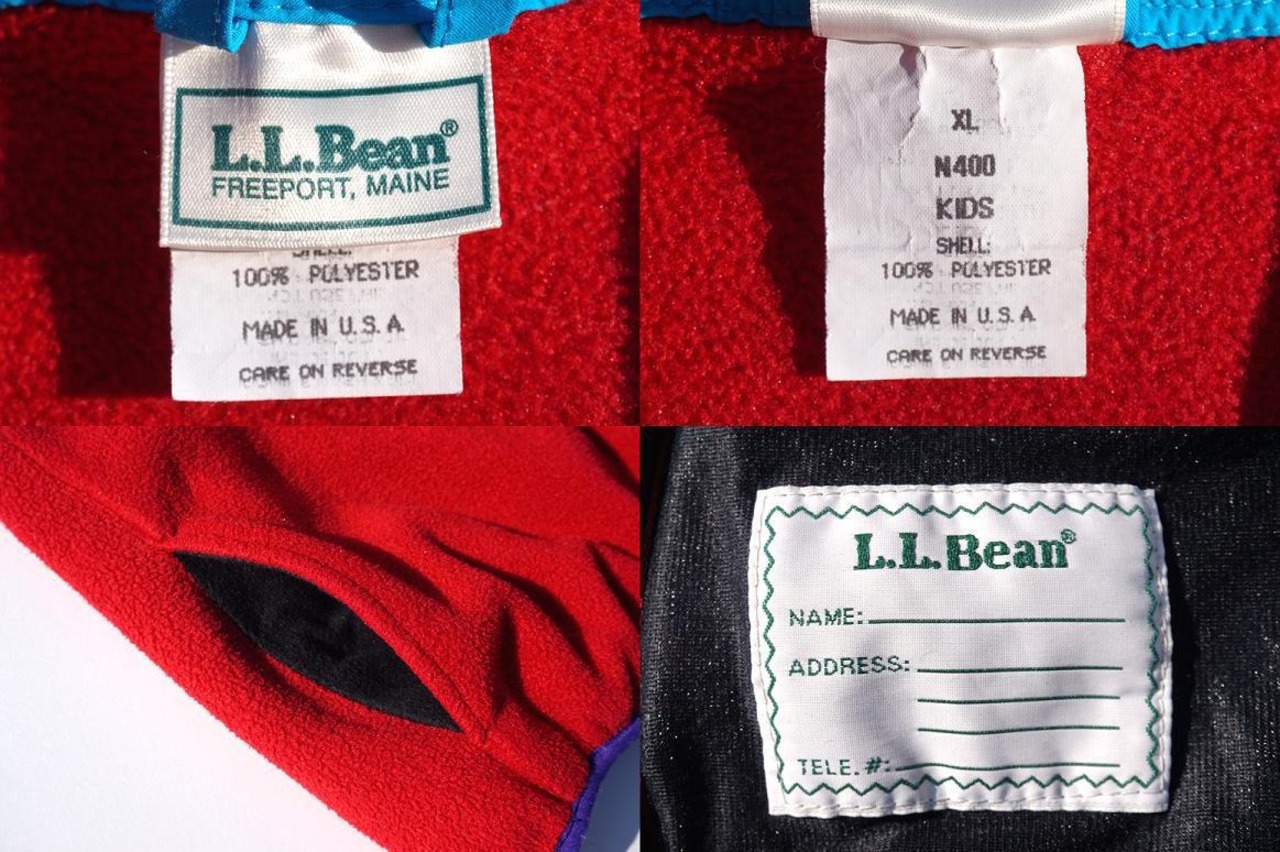 L.L.Bean®
FREEPORT, MAINE
SHELL:
100% POLYESTER
MADE IN U.S.A.
CARE ON REVERSE
XL
N400
KIDS
SHELL:
100% POLYESTER
MADE IN U.S.A.
CARE ON REVERSE
L.L.Bean®
NAME:
ADDRESS:
TELE.#: